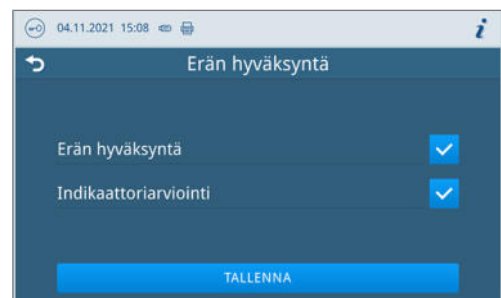 04.11.2021 15:08
i
Erän hyväksyntä
Erän hyväksyntä
Indikaattoriarviointi
TALLENNA